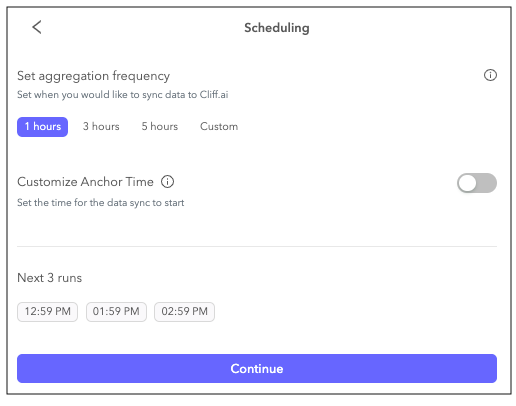 Scheduling
Set aggregation frequency
Set when you would like to sync data to Cliff.ai
1 hours 3 hours 5 hours Custom
Customize Anchor Time
Set the time for the data sync to start
Next 3 runs
12:59 PM 01:59 PM 02:59 PM
Continue